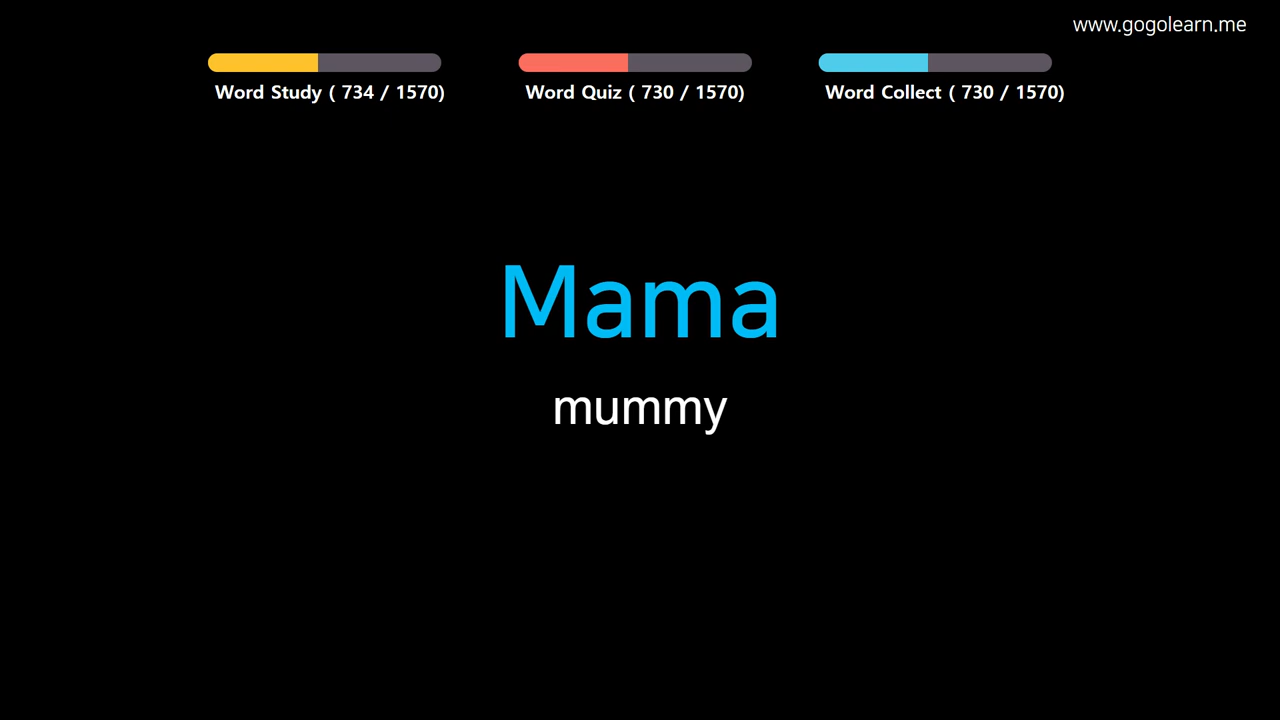 www.gogolearn.me
Word Study ( 734 / 1570)
Word Quiz ( 730 / 1570)
Word Collect ( 730 / 1570)
Mama
mummy